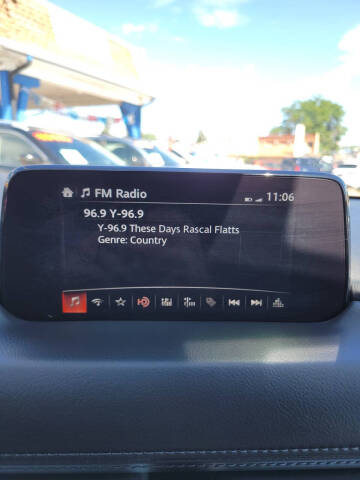 FM Radio
11:06
96.9 Y-96.9
Y-96.9 These Days Rascal Flatts
Genre: Country